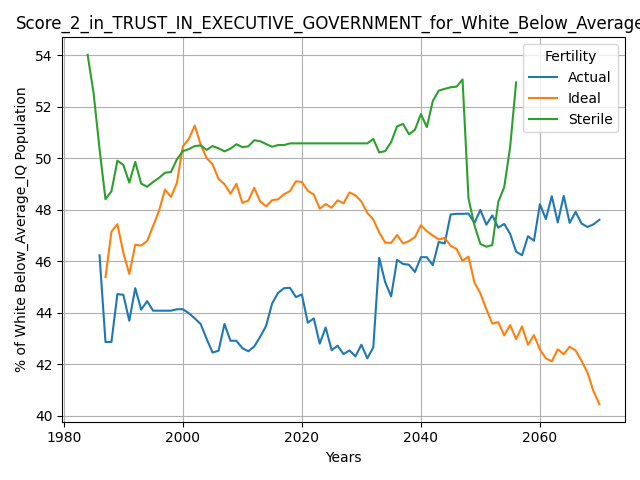 Score_2_in_TRUST_IN_EXECUTIVE_GOVERNMENT_for_White_Below_Average
Fertility
Actual
Ideal
Sterile
% of White Below_Average_IQ Population
54
52
50
48
46
44
42
40
1980
2000
2020
2040
2060
Years